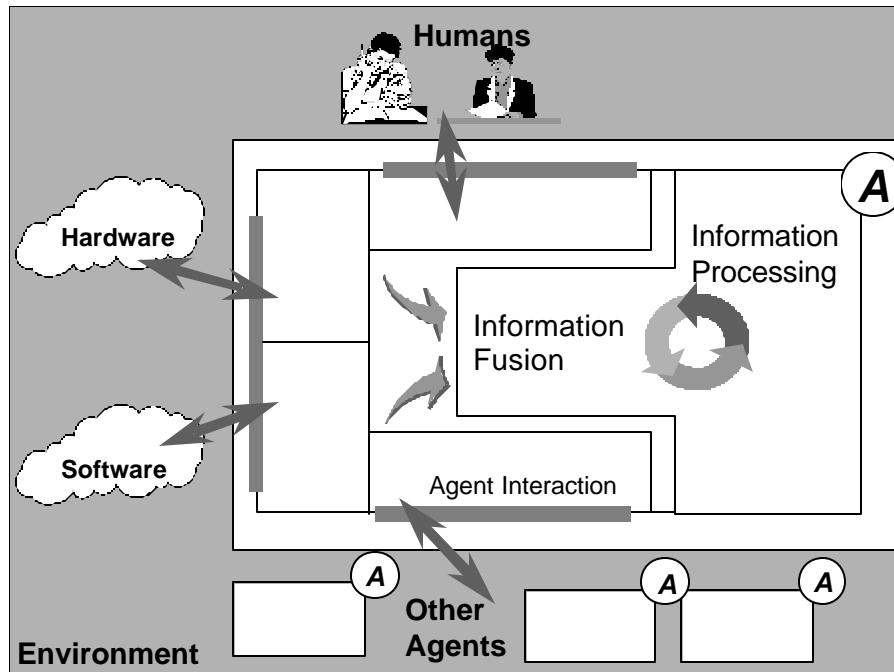 Humans
A
Hardware
Information
Processing
Information
Fusion
Software
Agent Interaction
A
A
A
Other
Agents
Environment